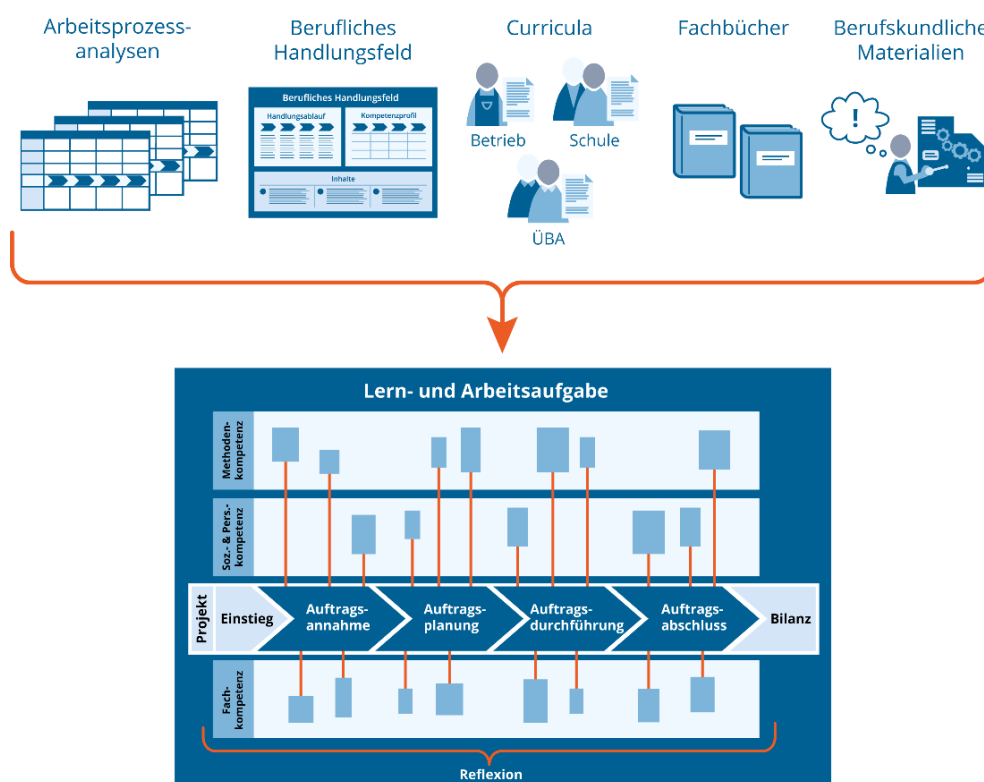 Arbeitsprozess-
analysen
Berufliches
Handlungsfeld
Curricula
Fachbücher
Berufskundliche
Materialien
Berufliches Handlungsfeld
Handlungsablauf
Kompetenzprofil
Inhalte
Betrieb
Schule
ÜBA
!
Lern- und Arbeitsaufgabe
Methoden-
kompetenz
Soz.- & Pers.-
kompetenz
Projekt
Einstieg
Auftrags-
annahme
Auftrags-
planung
Auftrags-
durchführung
Auftrags-
abschluss
Bilanz
Fach-
kompetenz
Reflexion